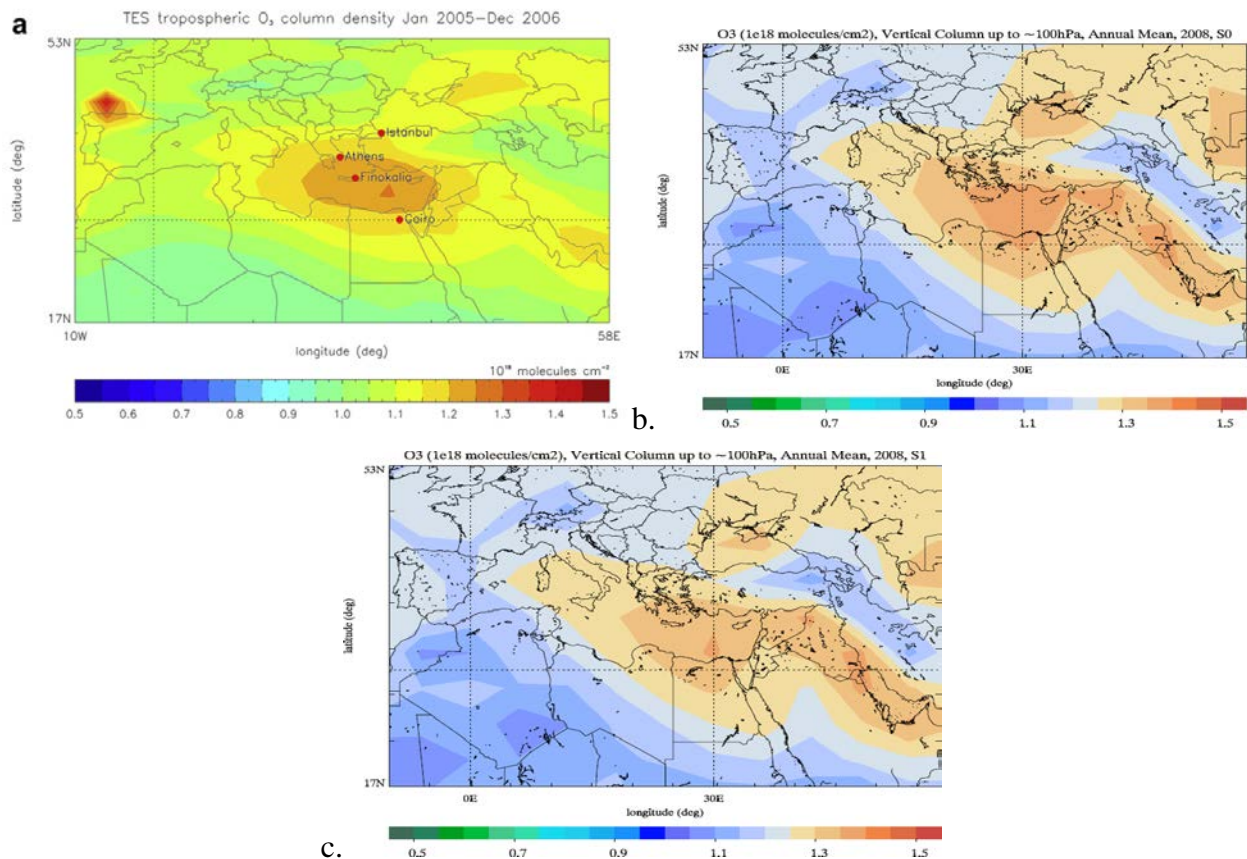 a
TES tropospheric O₃ column density Jan 2005–Dec 2006
53N
latitude (deg)
17N
Istanbul
Athens
Finokalia
Cairo
10W
58E
longitude (deg)
10¹⁸ molecules cm⁻²
0.5 0.6 0.7 0.8 0.9 1.0 1.1 1.2 1.3 1.4 1.5
b.
O3 (1e18 molecules/cm2), Vertical Column up to ~100hPa, Annual Mean, 2008, S0
53N
latitude (deg)
17N
0E 30E
longitude (deg)
0.5 0.7 0.9 1.1 1.3 1.5
O3 (1e18 molecules/cm2), Vertical Column up to ~100hPa, Annual Mean, 2008, S1
53N
latitude (deg)
17N
0E 30E
longitude (deg)
c.
0.5 0.7 0.9 1.1 1.3 1.5